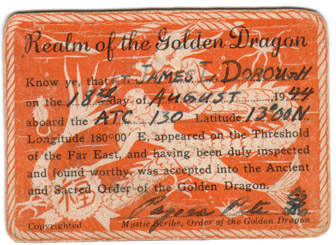 Realm of the Golden Dragon
Know ye, that JAMES I. DOROUGH
on the 18th day of AUGUST, 1944
aboard the ATC-130 Latitude 12°00N.
Longitude 180°00' E, appeared on the Threshold
of the Far East, and having been duly inspected
and found worthy was accepted into the Ancient
and Sacred Order of the Golden Dragon.
Copyrighted Mystic Scribe, Order of the Golden Dragon